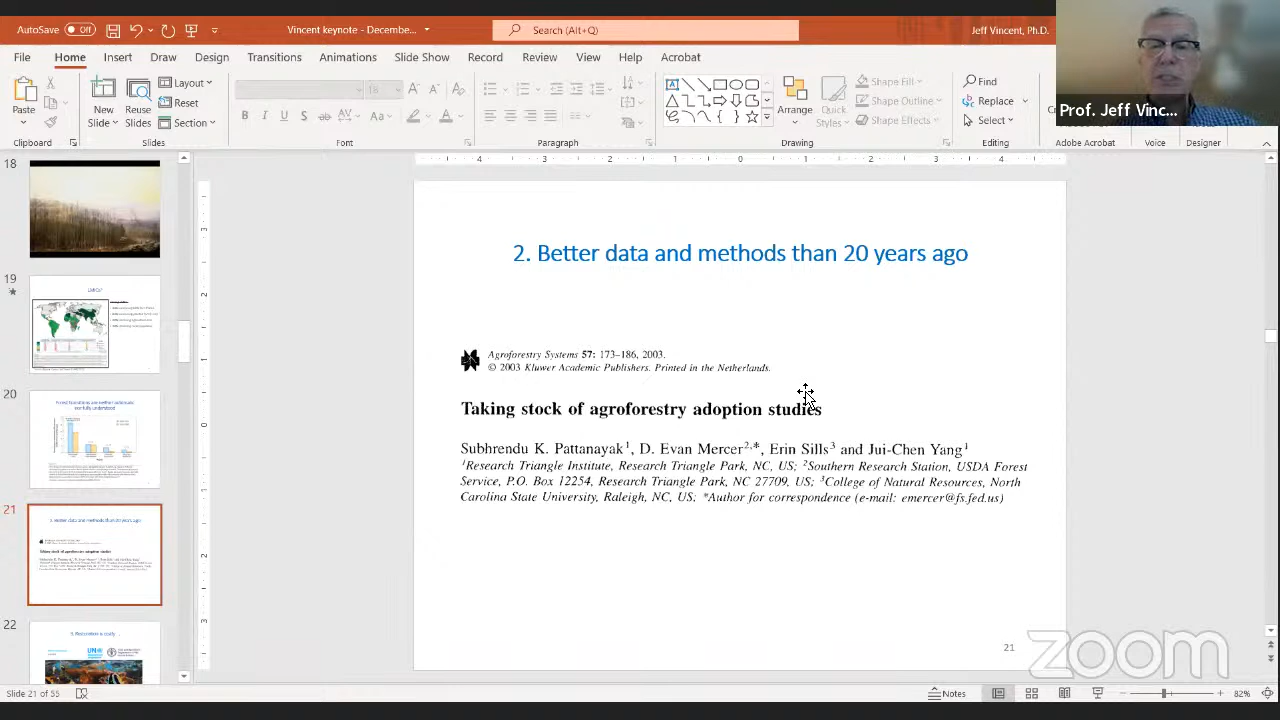 AutoSave Off
Vincent keynote - Decembe...
Search (Alt+Q)
Jeff Vincent, Ph.D.
File Home Insert Draw Design Transitions Animations Slide Show Record Review View Help Acrobat
Paste
New
Slide
Reuse
Slides
Layout
Reset
Section
Arrange
Quick
Styles
Shape Fill
Shape Outline
Shape Effects
Find
Replace
Select
Prof. Jeff Vinc...
Clipboard Slides Font Paragraph Drawing Editing Adobe Acrobat Voice Designer
18
19
20
21
22
2. Better data and methods than 20 years ago
Agroforestry Systems 57: 173–186, 2003.
© 2003 Kluwer Academic Publishers. Printed in the Netherlands.
Taking stock of agroforestry adoption studies
Subhrendu K. Pattanayak1, D. Evan Mercer2,*, Erin Sills3 and Jui-Chen Yang
1Research Triangle Institute, Research Triangle Park, NC, US; 2Southern Research Station, USDA Forest
Service, P.O. Box 12254, Research Triangle Park, NC 27709, US; 3College of Natural Resources, North
Carolina State University, Raleigh, NC, US; *Author for correspondence (e-mail: emercer@fs.fed.us)
21
zoom
Slide 21 of 55
Notes
82%